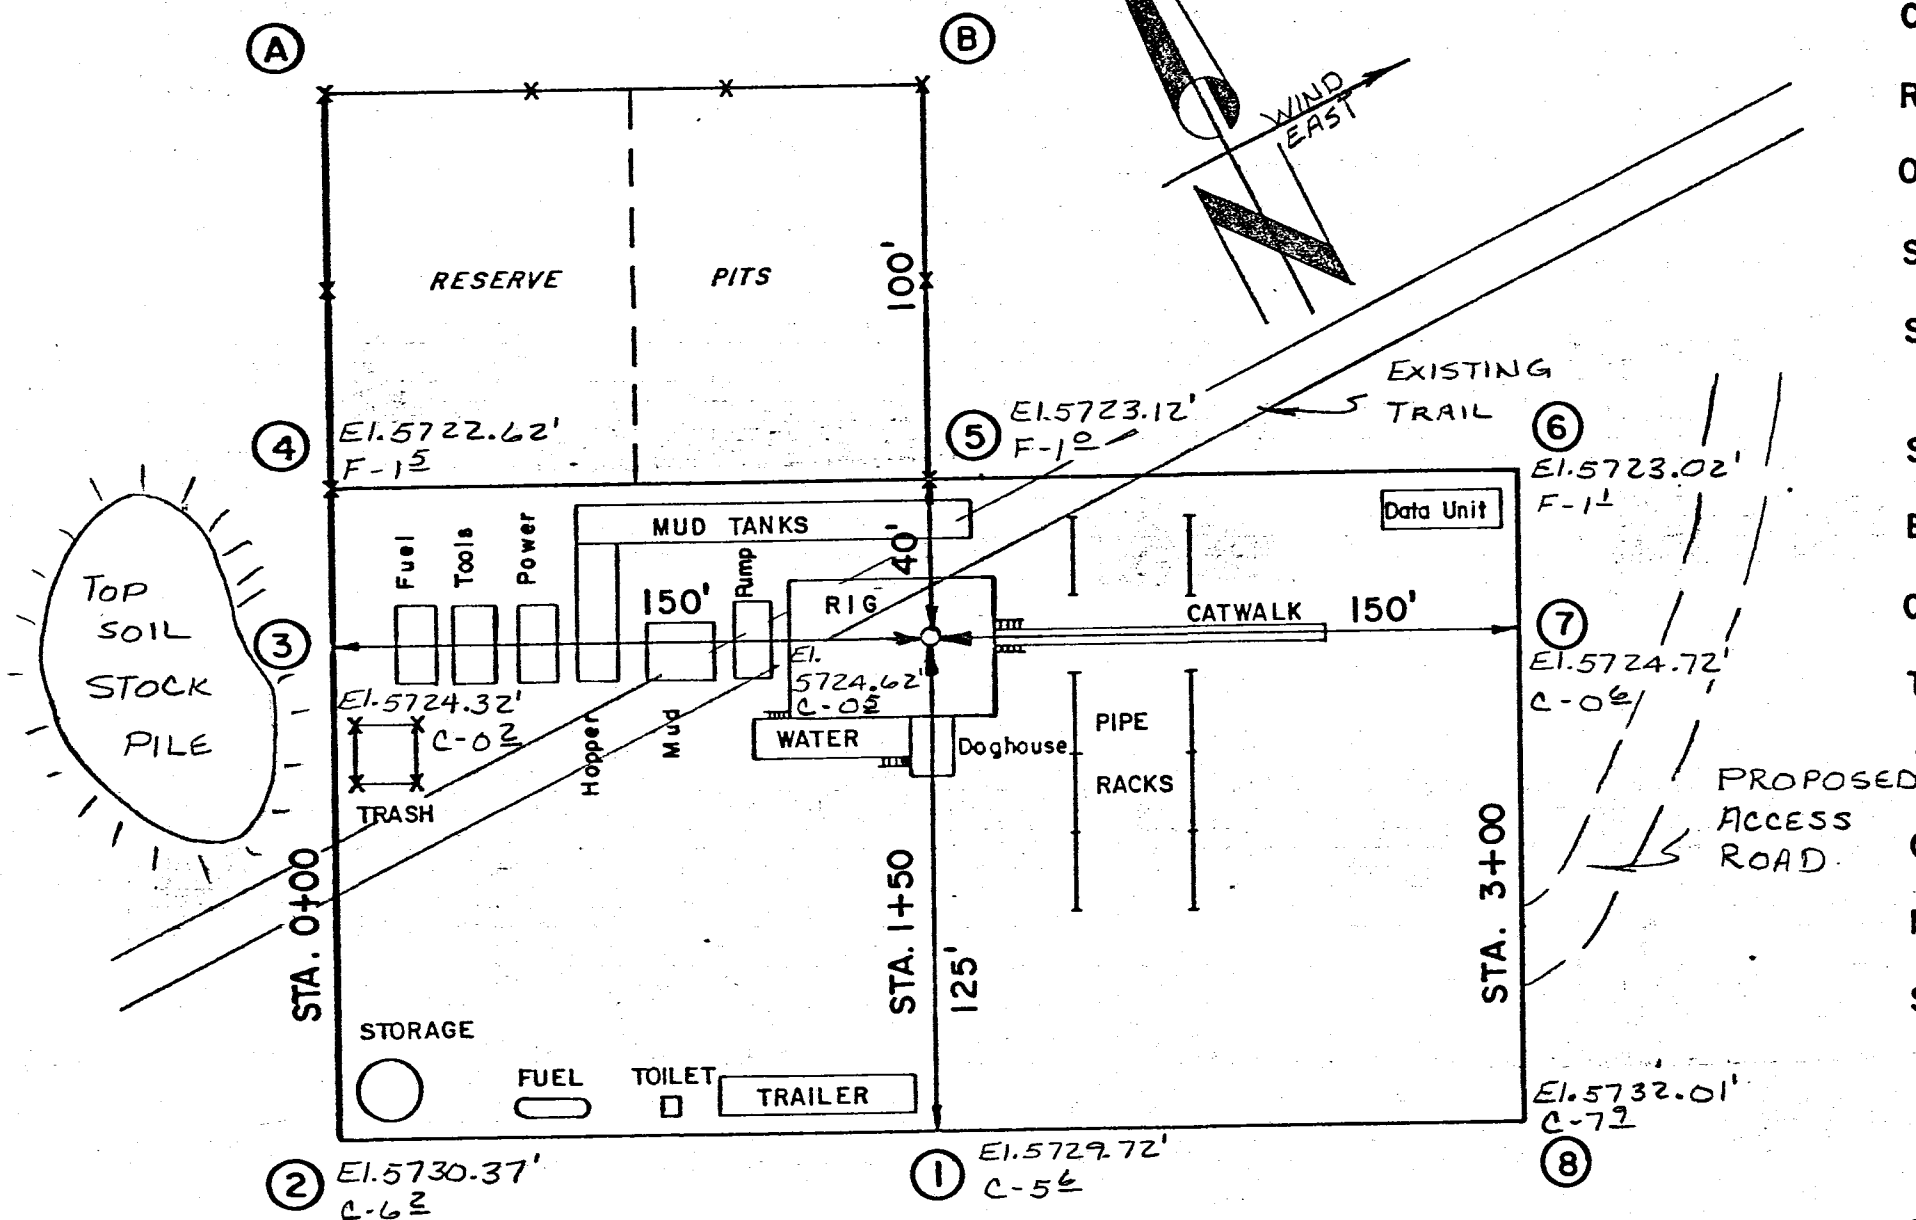 A
B
WIND
EAST
C
R
O
S
S
RESERVE
PITS
100'
EXISTING
TRAIL
4
El. 5722.62'
F-1 5
5
El. 5723.12'
F-1 0
6
El. 5723.02'
F-1 1
MUD TANKS
Data Unit
Fuel
Tools
Power
Pump
40'
TOP
SOIL
STOCK
PILE
3
150'
RIG
CATWALK
150'
7
El. 5724.32'
C-0 2
El.
5724.62'
C-0 5
El. 5724.72'
C-0 6
Hopper
Mud
WATER
Doghouse
PIPE
RACKS
TRASH
PROPOSED
ACCESS
ROAD
STA. 0+00
STA. 1+50
125'
STA. 3+00
STORAGE
FUEL
TOILET
TRAILER
El. 5732.01'
C-7 9
2
El. 5730.37'
C-6 2
1
El. 5729.72'
C-5 6
8